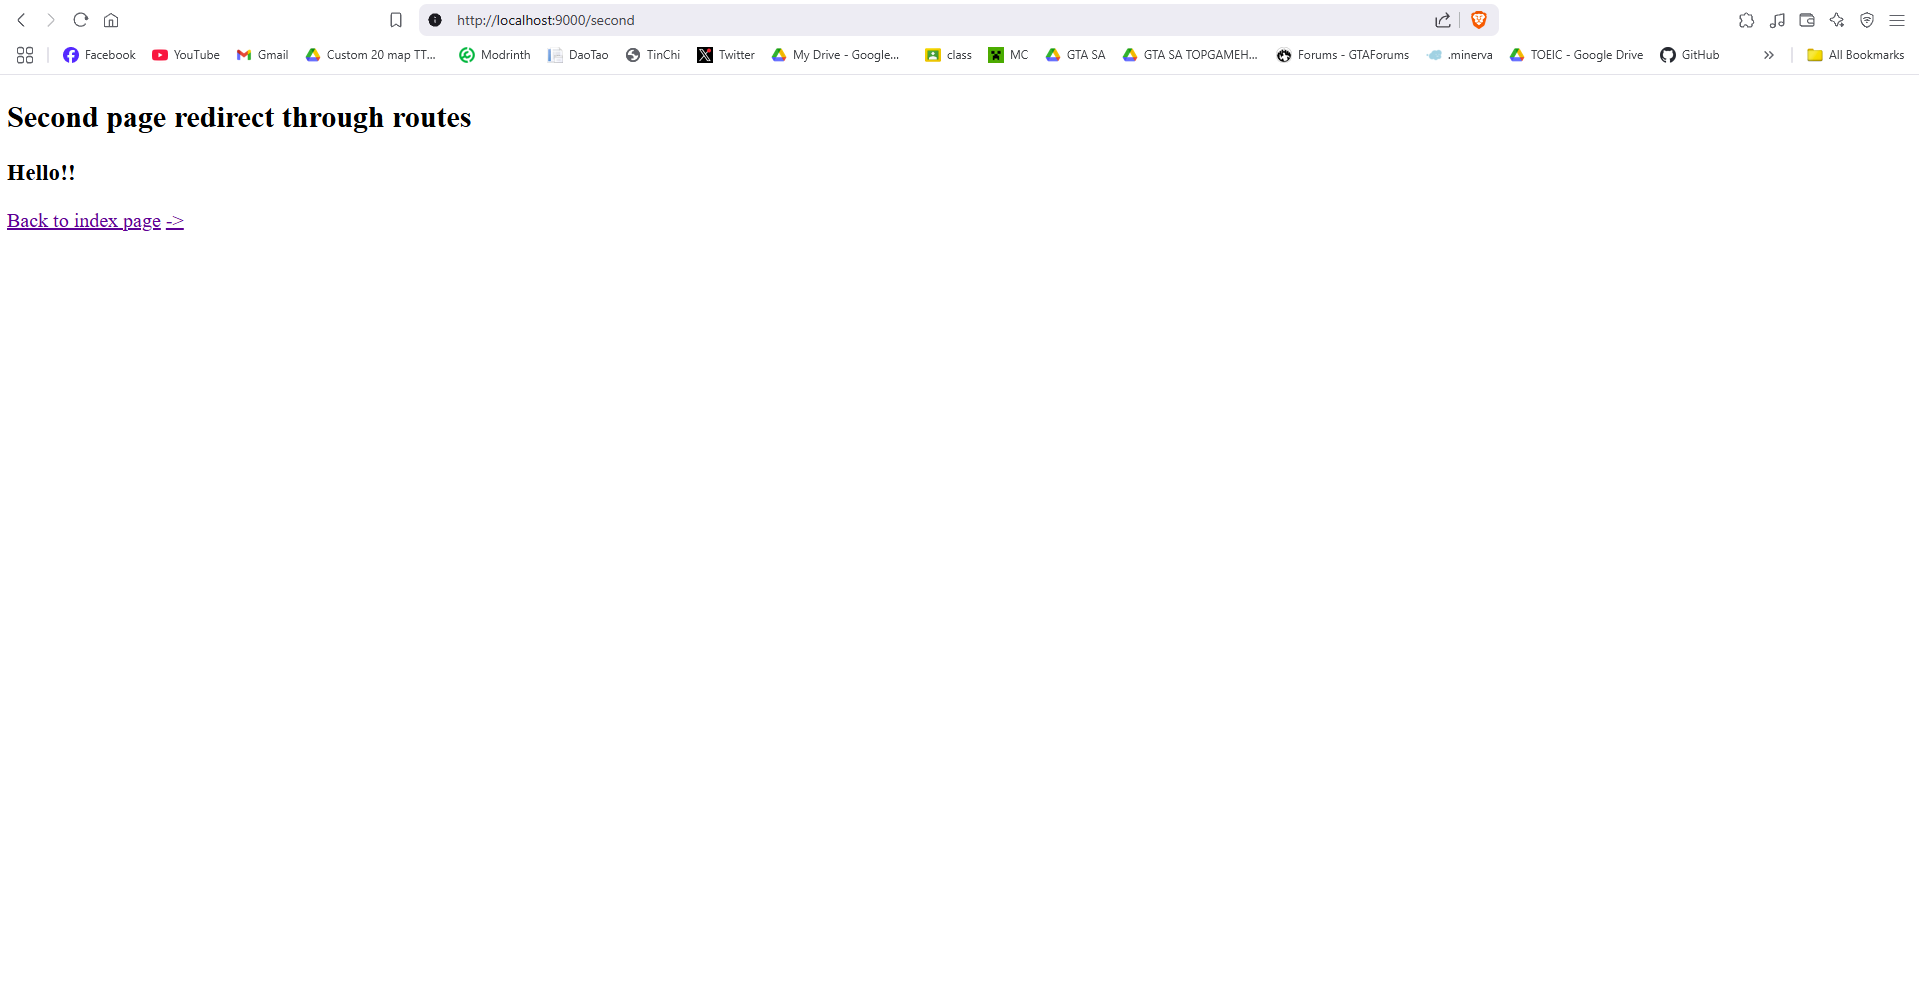 http://localhost:9000/second
Facebook YouTube Gmail Custom 20 map TT... Modrinth DaoTao TinChi Twitter My Drive - Google... class MC GTA SA GTA SA TOPGAMEH... Forums - GTAForums .minerva TOEIC - Google Drive GitHub » All Bookmarks
Second page redirect through routes
Hello!!
Back to index page ->